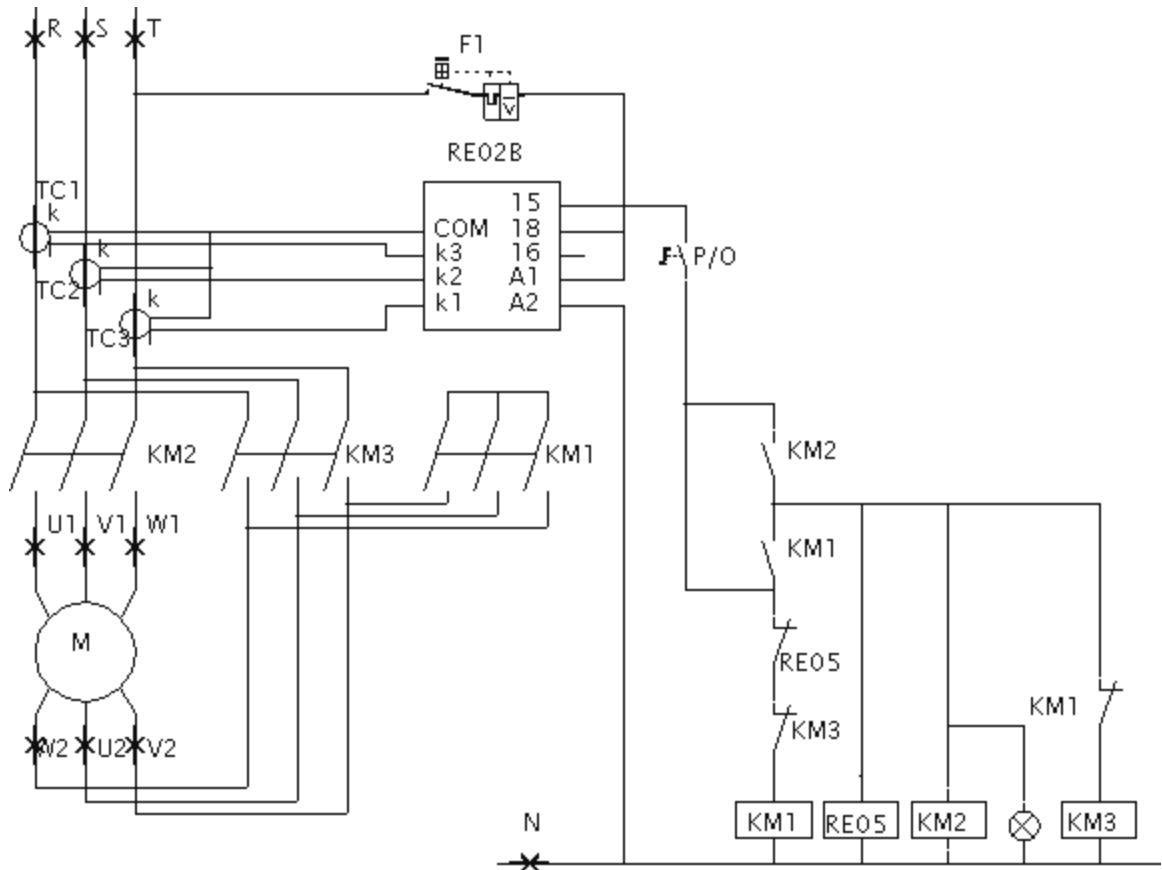 R S T
F1
RE02B
TC1
k
15
COM 18
k
k3 16
P/O
l
k2 A1
TC2 l
k
k1 A2
TC3 l
KM2
KM2 KM3 KM1
U1 V1 W1
KM1
M
RE05
KM1
KM3
W2 U2 V2
N
KM1 RE05 KM2 KM3